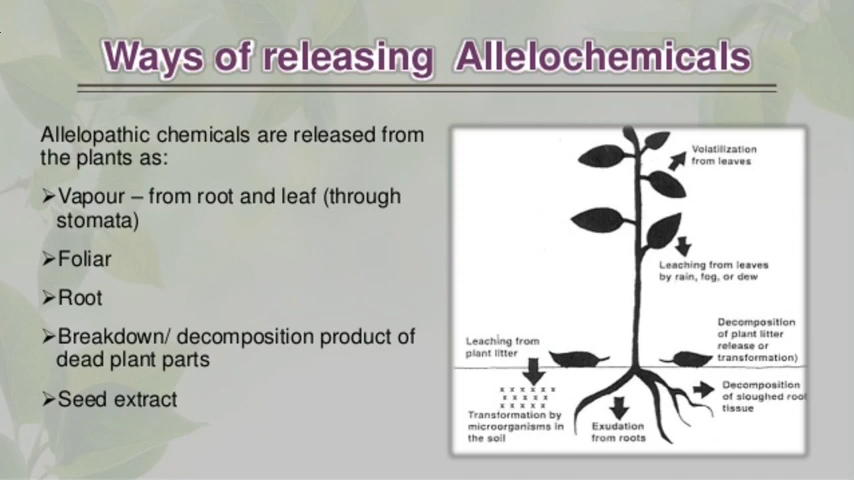 Ways of releasing Allelochemicals
Allelopathic chemicals are released from
the plants as:
➢Vapour – from root and leaf (through
stomata)
➢Foliar
➢Root
➢Breakdown/ decomposition product of
dead plant parts
➢Seed extract
Volatilization
from leaves
Leaching from leaves
by rain, fog, or dew
Leaching from
plant litter
Decomposition
of plant litter
release or
transformation)
Decomposition
of sloughed root
tissue
x x x x x x
x x x x x
x x x x x
Transformation by
microorganisms in
the soil
Exudation
from roots